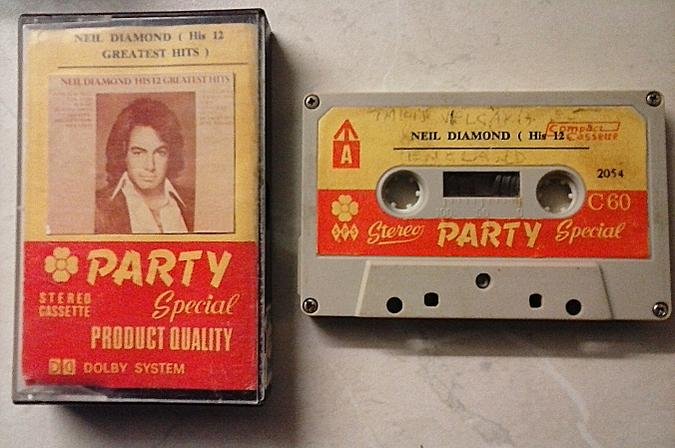 NEIL DIAMOND ( His 12
GREATEST HITS )
NEIL DIAMOND HIS 12 GREATEST HITS
PARTY
STEREO
CASSETTE
Special
PRODUCT QUALITY
DOLBY SYSTEM
NEIL DIAMOND ( His 12
Compact
Cassette
A
2054
C60
Stereo PARTY Special